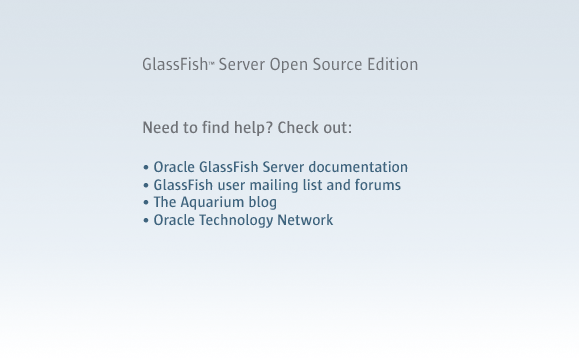 GlassFish™ Server Open Source Edition
Need to find help? Check out:
• Oracle GlassFish Server documentation
• GlassFish user mailing list and forums
• The Aquarium blog
• Oracle Technology Network